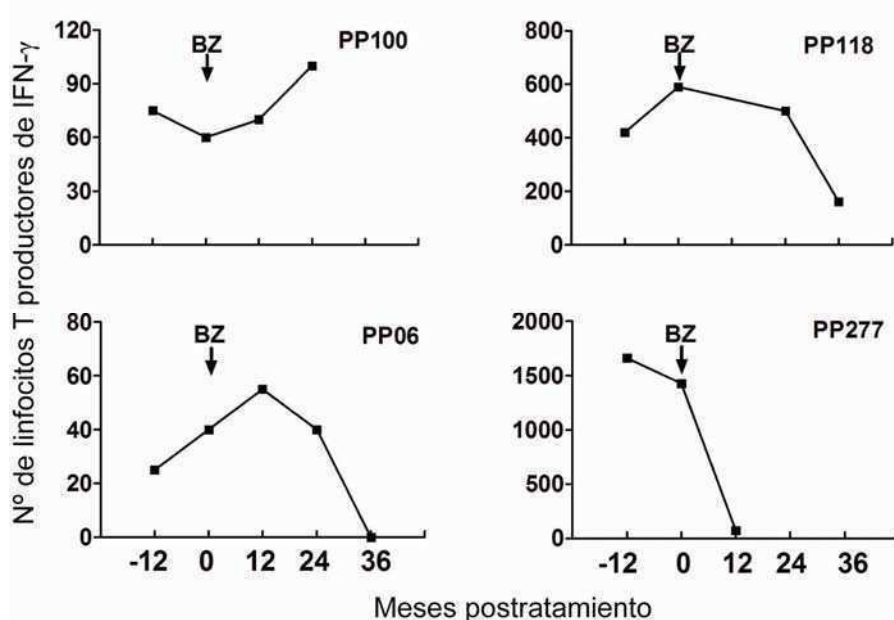 Nº de linfocitos T productores de IFN-γ
120
90
60
30
0
BZ
PP100
800
600
400
200
0
BZ
PP118
80
60
40
20
0
BZ
PP06
-12 0 12 24 36
2000
1500
1000
500
0
BZ
PP277
-12 0 12 24 36
Meses postratamiento